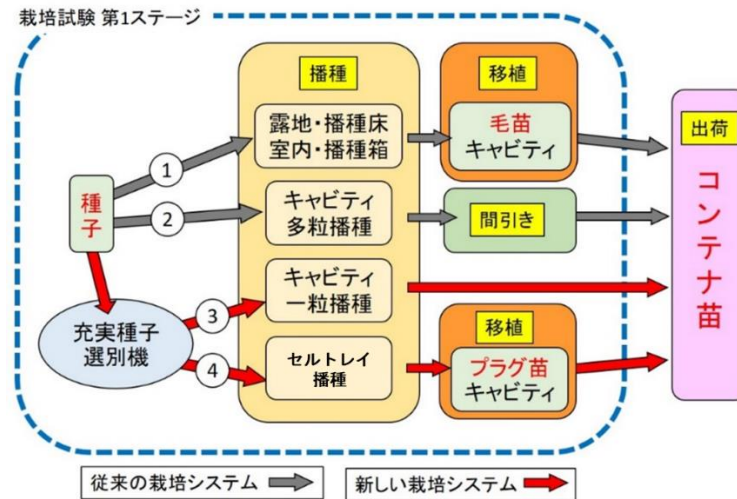 栽培試験 第1ステージ
播種
移植
出荷
露地・播種床
室内・播種箱
毛苗
キャビティ
1
種子
2
キャビティ
多粒播種
間引き
コンテナ苗
キャビティ
一粒播種
3
充実種子
選別機
4
セルトレイ
播種
移植
プラグ苗
キャビティ
従来の栽培システム
新しい栽培システム